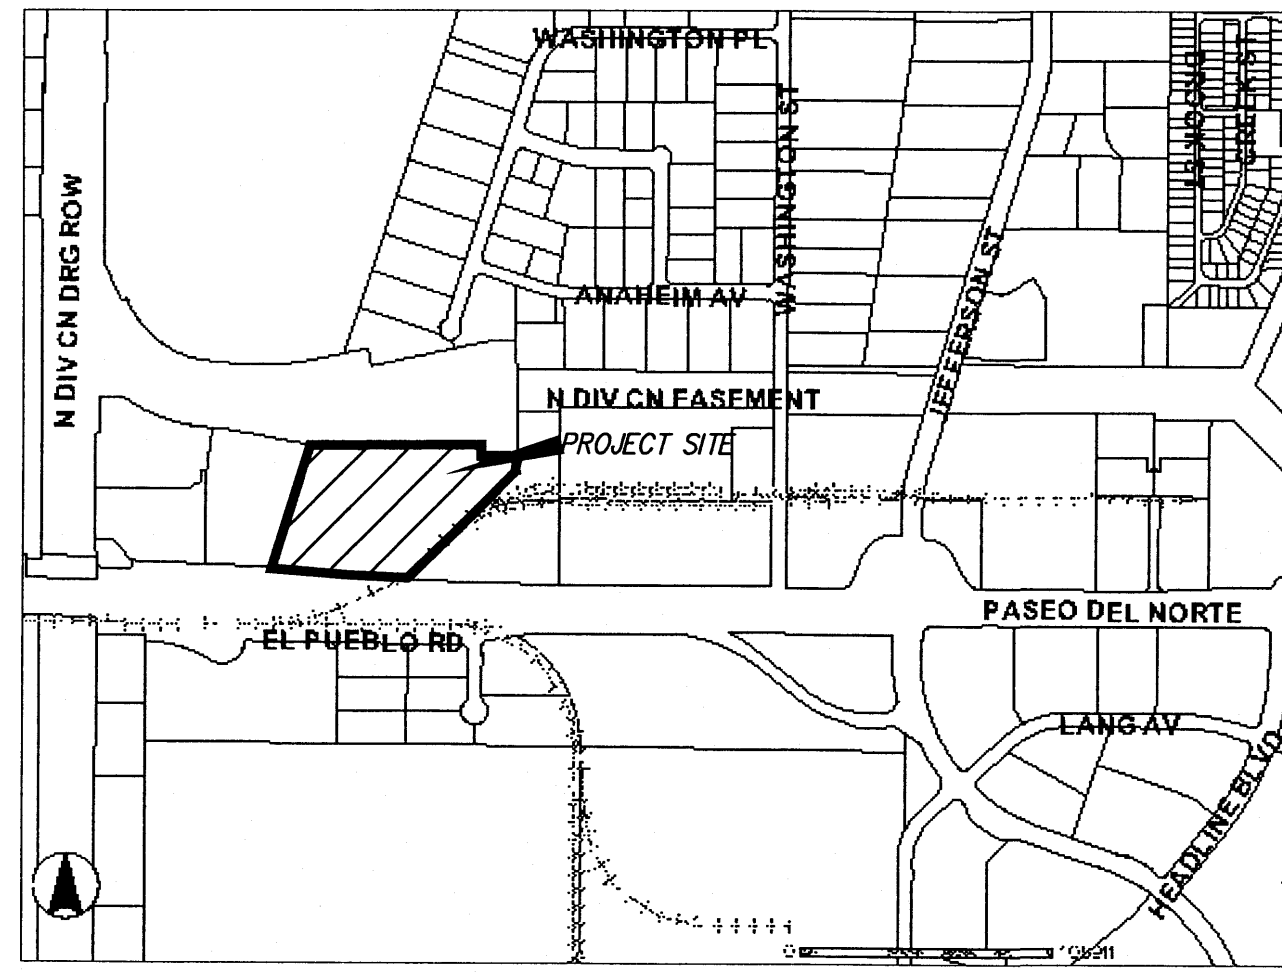 WASHINGTON PL
WASHINGTON ST
N DIV CN DRG ROW
JEFFERSON ST
ANAHEIM AV
N DIV CN EASEMENT
PROJECT SITE
PASEO DEL NORTE
EL PUEBLO RD
LANG AV
HEADLINE BLVD
0